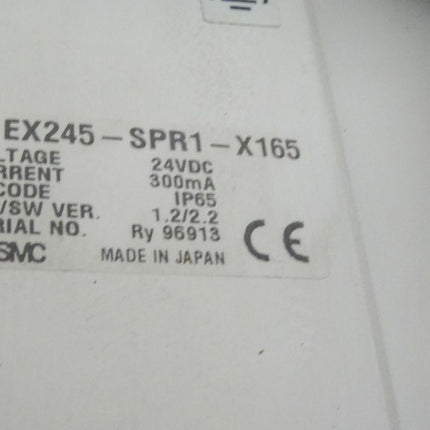 EX245-SPR1-X165
LTAGE 24VDC
RRENT 300mA
CODE IP65
/SW VER. 1.2/2.2
RIAL NO. Ry 96913
SMC MADE IN JAPAN CE